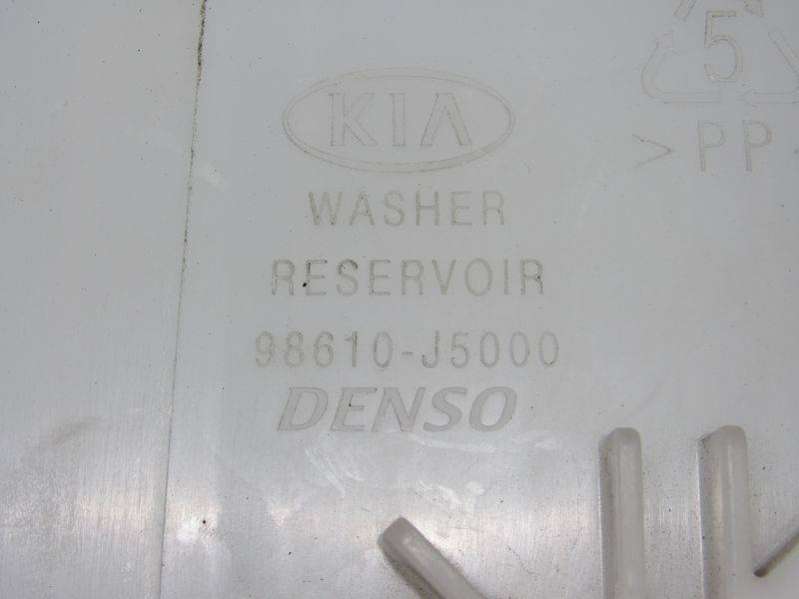 5
>PP
KIA
WASHER
RESERVOIR
98610-J5000
DENSO